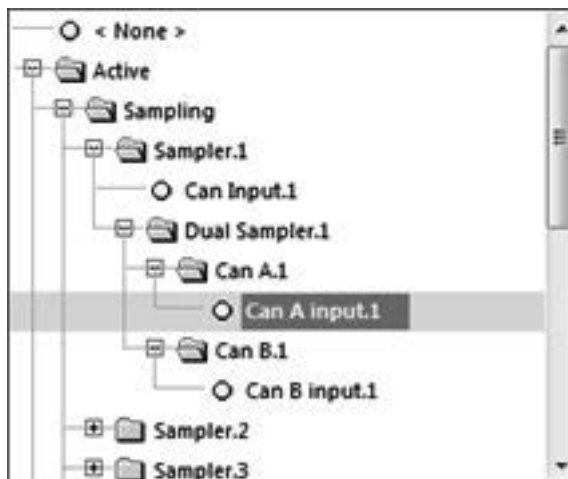 < None >
Active
Sampling
Sampler.1
Can Input.1
Dual Sampler.1
Can A.1
Can A input.1
Can B.1
Can B input.1
Sampler.2
Sampler.3